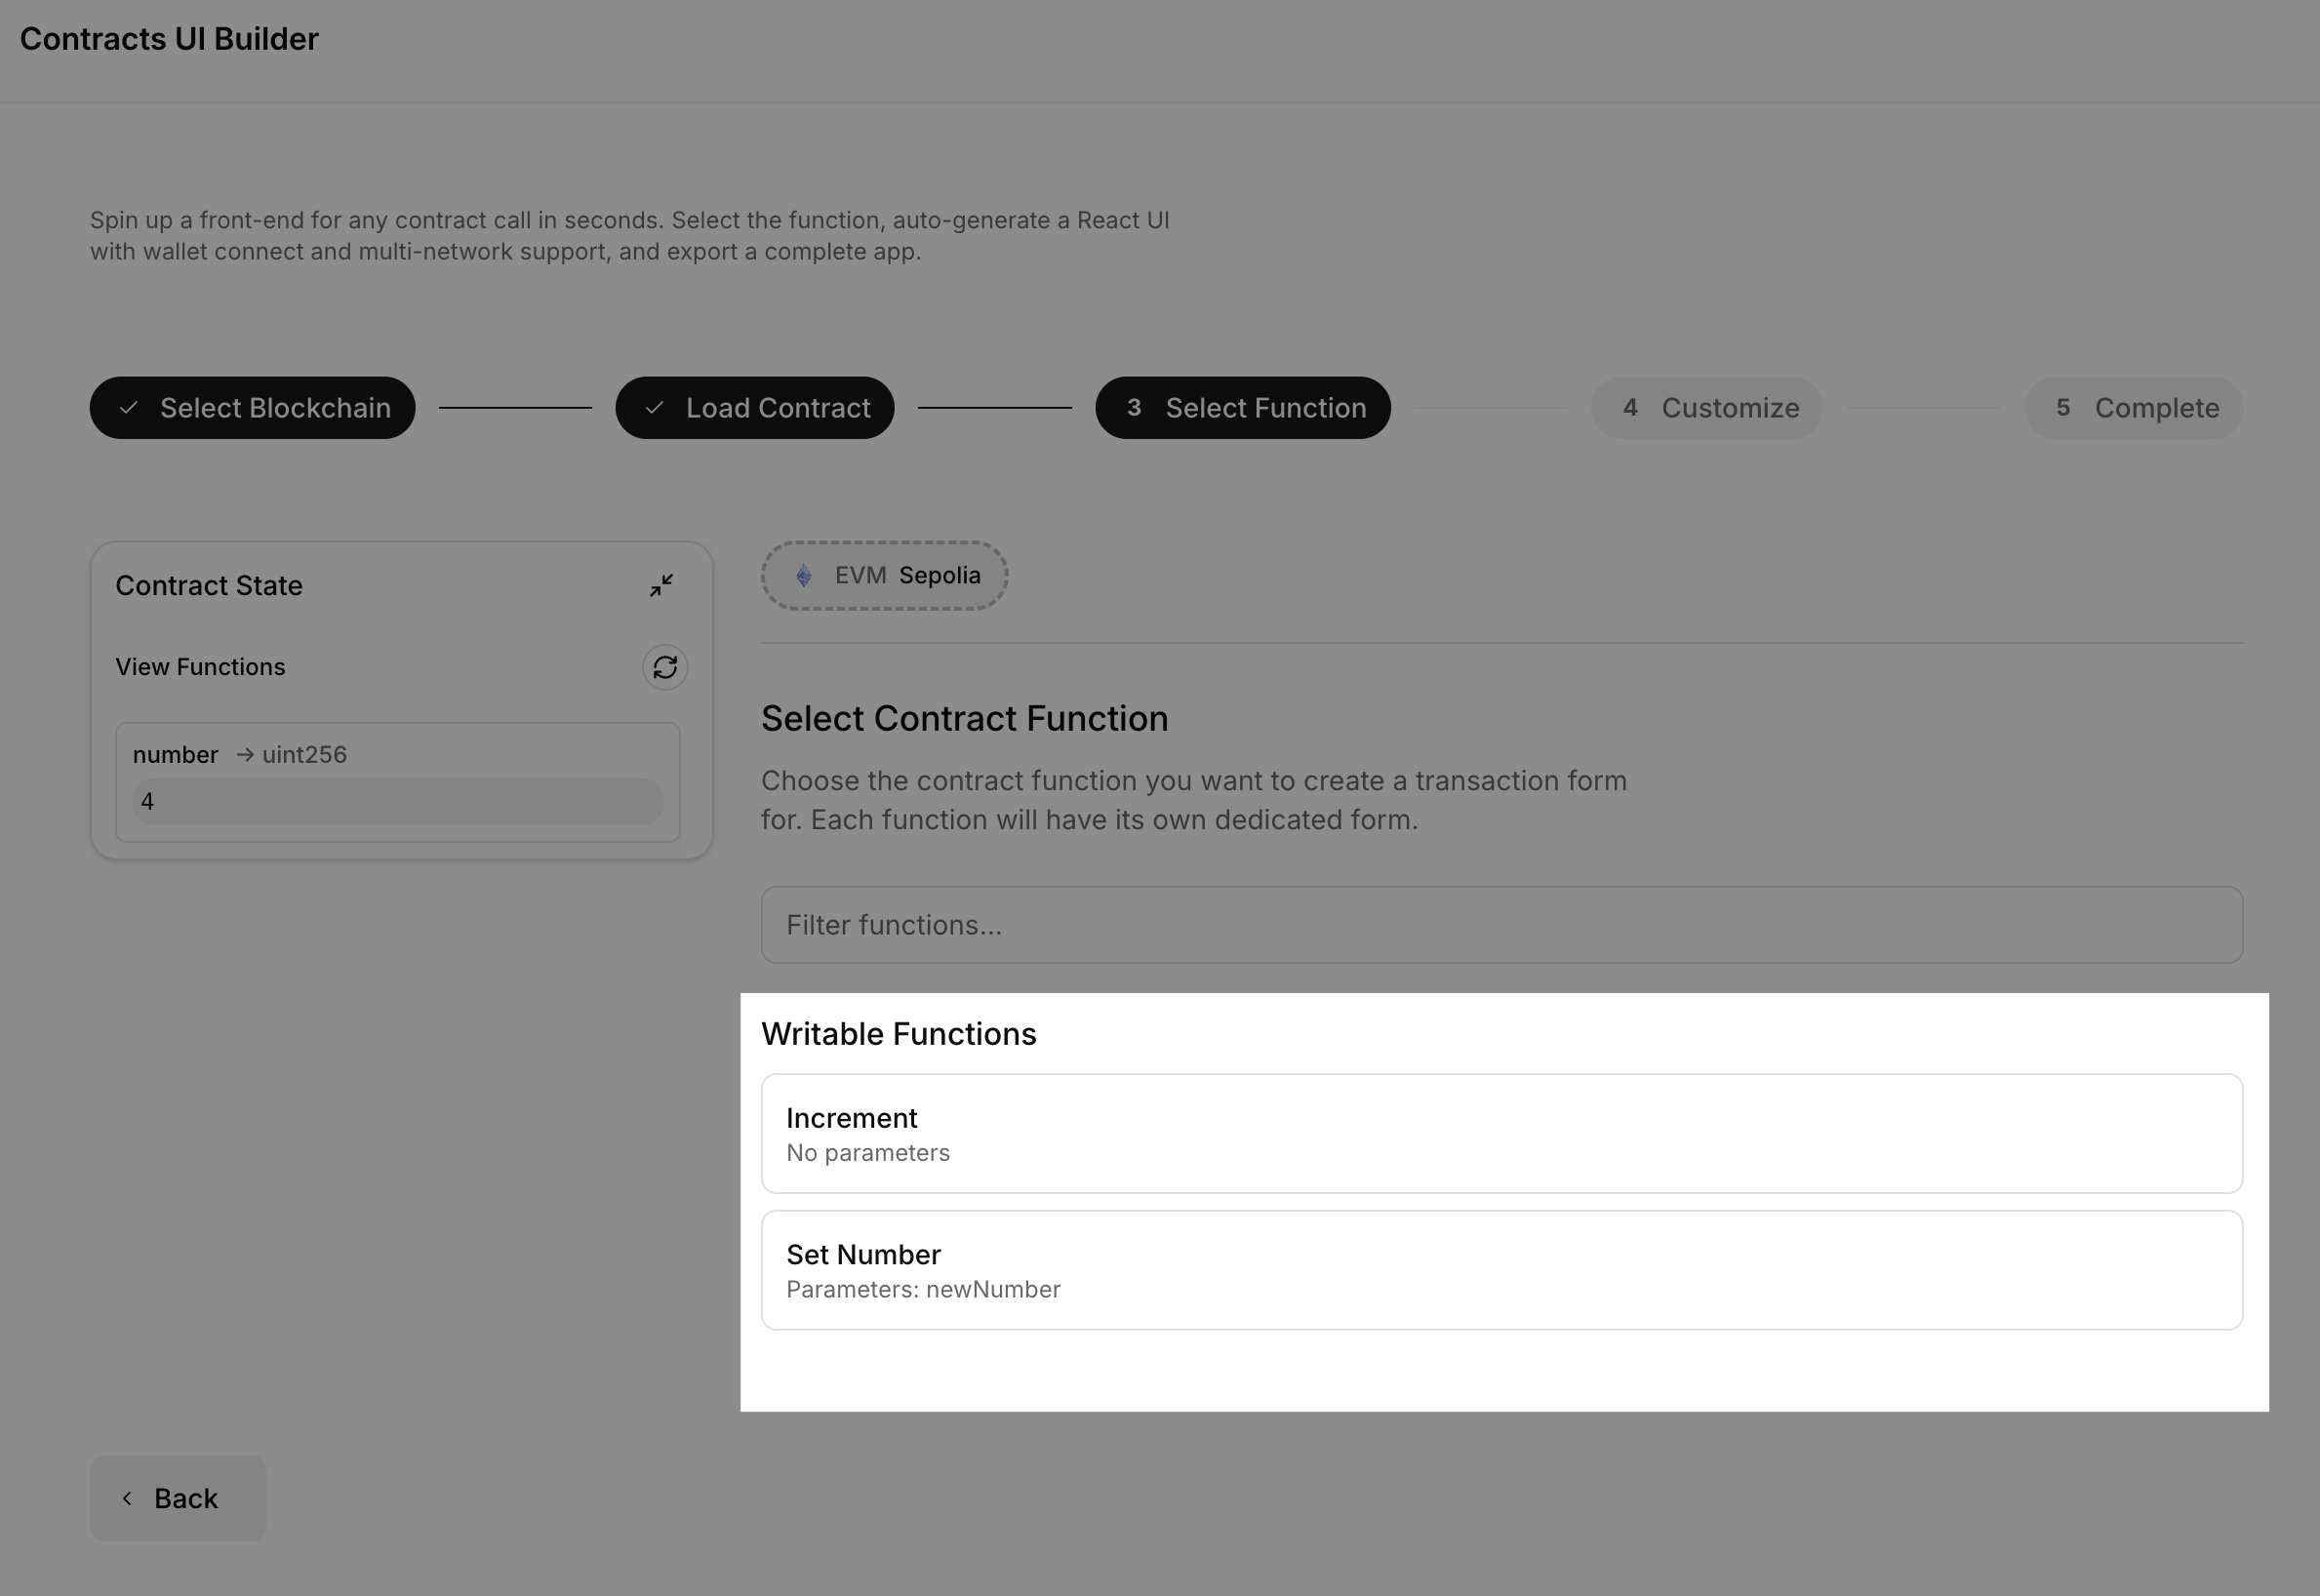 Contracts UI Builder
Spin up a front-end for any contract call in seconds. Select the function, auto-generate a React UI
with wallet connect and multi-network support, and export a complete app.
Select Blockchain
Load Contract
3 Select Function
4 Customize
5 Complete
Contract State
View Functions
number → uint256
4
EVM Sepolia
Select Contract Function
Choose the contract function you want to create a transaction form
for. Each function will have its own dedicated form.
Filter functions...
Writable Functions
Increment
No parameters
Set Number
Parameters: newNumber
Back